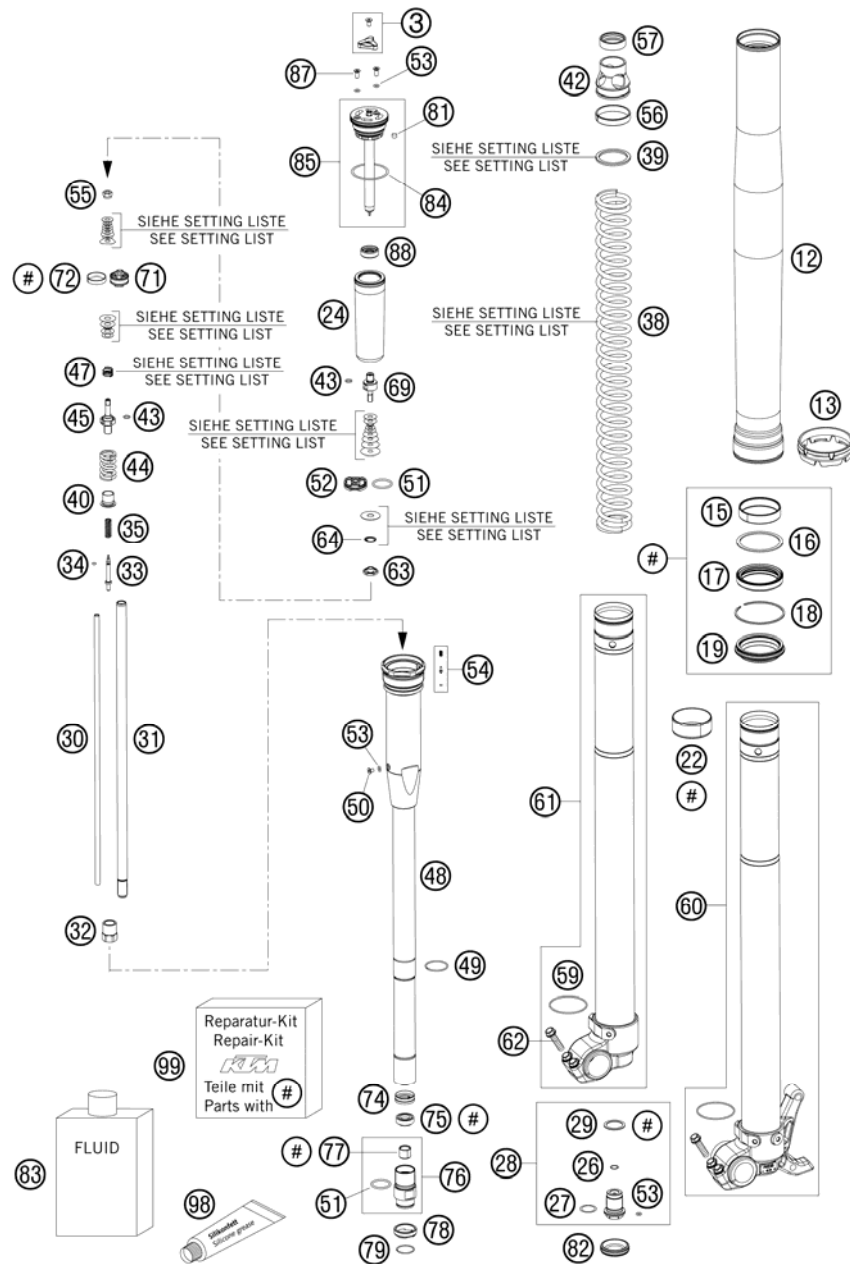 3
57
87
53
42
81
56
SIEHE SETTING LISTE
SEE SETTING LIST
39
85
84
55
SIEHE SETTING LISTE
SEE SETTING LIST
88
12
# 72 71
24
SIEHE SETTING LISTE
SEE SETTING LIST
SIEHE SETTING LISTE
SEE SETTING LIST
38
47
SIEHE SETTING LISTE
SEE SETTING LIST
43
69
45
43
13
SIEHE SETTING LISTE
SEE SETTING LIST
44
52
51
40
15
SIEHE SETTING LISTE
SEE SETTING LIST
35
64
16
#
34
33
63
17
18
19
54
30
31
53
22
50
61
#
48
60
32
49
59
Reparatur-Kit
Repair-Kit
KTM
Teile mit
Parts with #
99
62
74
75 #
29 #
FLUID
83
# 77
28
26
76
98
Silikonfett
Silicone grease
51
27
53
78
79
82